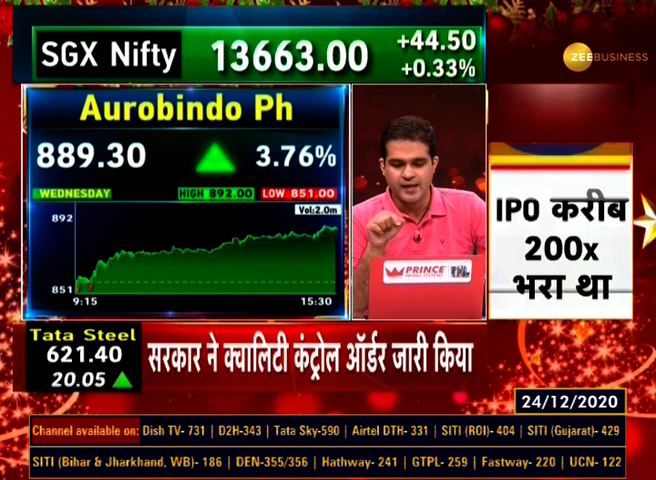 SGX Nifty 13663.00 +44.50
+0.33%
ZEEBUSINESS
Aurobindo Ph
889.30 3.76%
WEDNESDAY HIGH 892.00 LOW 851.00
Vol:2.0m
892
851
9:15 15:30
PRINCE
PIPING SYSTEMS
IPO करीब
200x
भरा था
Tata Steel
621.40
20.05
सरकार ने क्वालिटी कंट्रोल ऑर्डर जारी किया
24/12/2020
Channel available on: Dish TV- 731 | D2H-343 | Tata Sky-590 | Airtel DTH- 331 | SITI (ROI)- 404 | SITI (Gujarat)- 429
SITI (Bihar & Jharkhand, WB)- 186 | DEN-355/356 | Hathway- 241 | GTPL- 259 | Fastway- 220 | UCN- 122